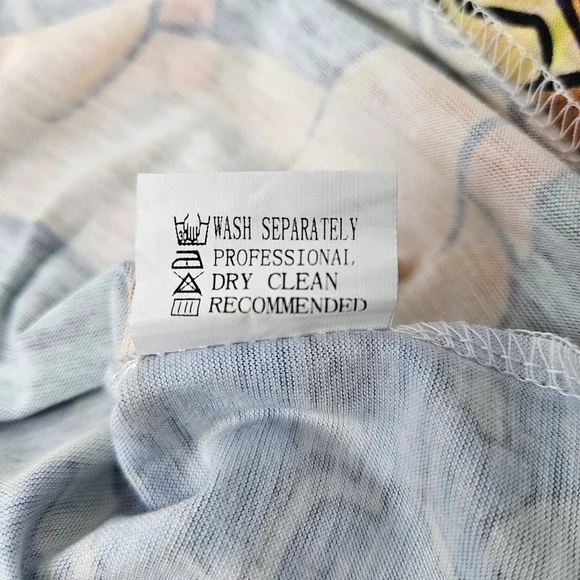 WASH SEPARATELY
PROFESSIONAL
DRY CLEAN
RECOMMENDED